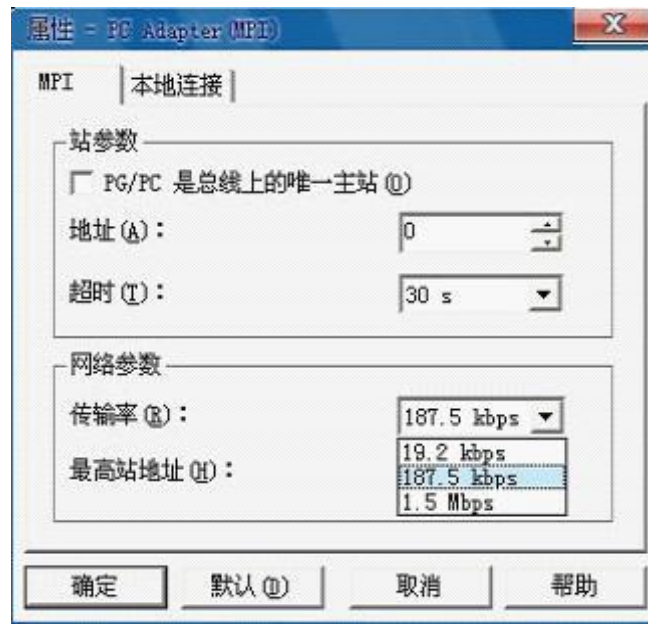 属性 - PC Adapter(MPI)
MPI
本地连接
站参数
PG/PC 是总线上的唯一主站(O)
地址(A):
0
超时(T):
30 s
网络参数
传输率(R):
187.5 kbps
19.2 kbps
187.5 kbps
1.5 Mbps
最高站地址(H):
确定
默认(D)
取消
帮助